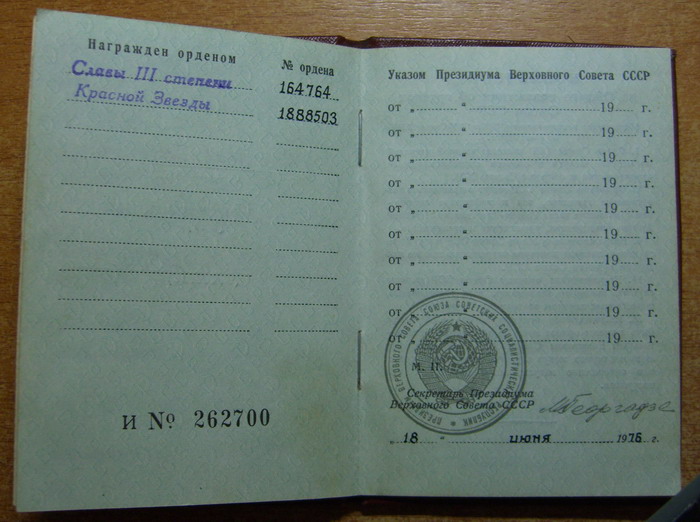 Награжден орденом
№ ордена
Славы III степени
164764
Красной Звезды
1888503
И № 262700
Указом Президиума Верховного Совета СССР
от „ “ 19 г.
от „ “ 19 г.
от „ “ 19 г.
от „ “ 19 г.
от „ “ 19 г.
от „ “ 19 г.
от „ “ 19 г.
от „ “ 19 г.
от „ “ 19 г.
от „ “ 19 г.
М. П.
Секретарь Президиума
Верховного Совета СССР
МГеоргадзе
„ 18 “ июня 1976 г.